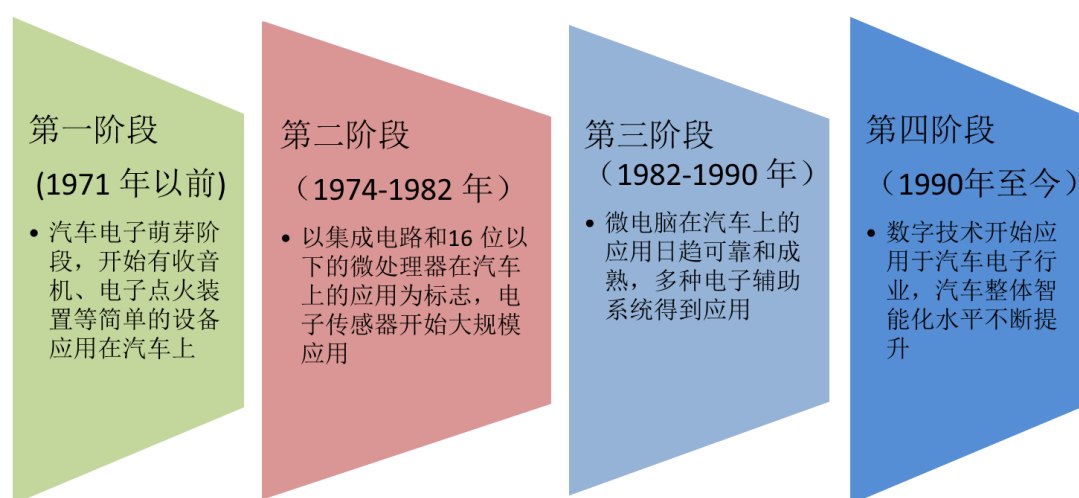 第一阶段
(1971 年以前)
• 汽车电子萌芽阶
段，开始有收音
机、电子点火装
置等简单的设备
应用在汽车上
第二阶段
（1974-1982 年）
• 以集成电路和16 位以
下的微处理器在汽车
上的应用为标志，电
子传感器开始大规模
应用
第三阶段
（1982-1990 年）
• 微电脑在汽车上的
应用日趋可靠和成
熟，多种电子辅助
系统得到应用
第四阶段
（1990年至今）
• 数字技术开始应
用于汽车电子行
业，汽车整体智
能化水平不断提
升